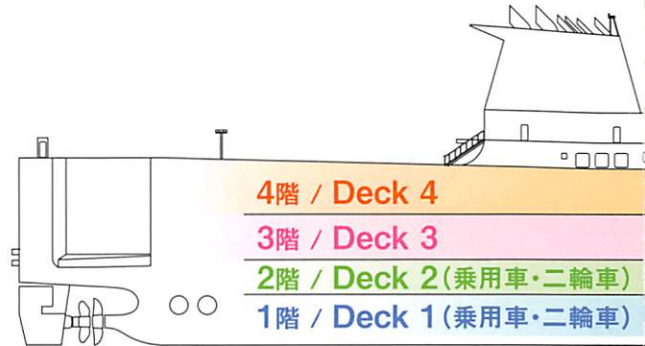 4階 / Deck 4
3階 / Deck 3
2階 / Deck 2(乗用車・二輪車)
1階 / Deck 1(乗用車・二輪車)